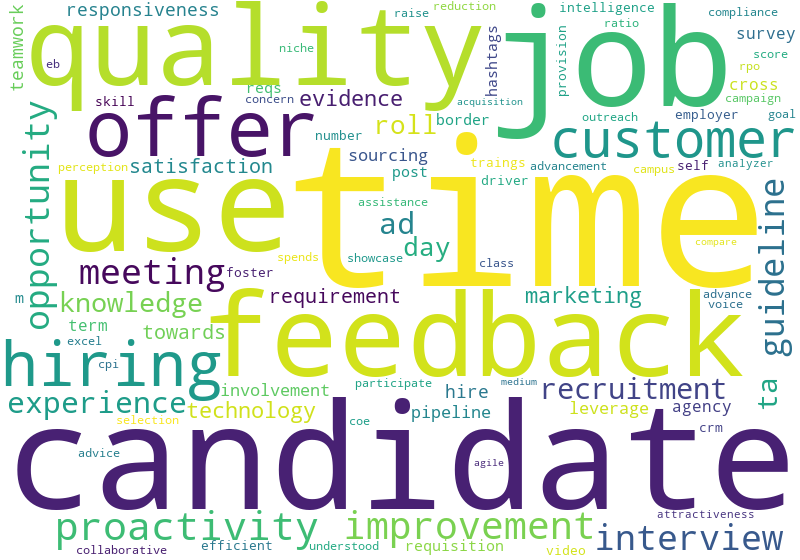 teamwork
responsiveness
eb
quality
raise
reduction
niche
hashtags
job
intelligence
ratio
compliance
survey
provision
score
rpo
cross
campaign
reqs
skill
concern
evidence
acquisition
outreach
employer
goal
opportunity
offer
number
roll
border
customer
perception
satisfaction
sourcing
post
traings
driver
advancement
campus
self
analyzer
use
time
assistance
ad
day
compare
guideline
meeting
foster
spends
showcase
class
m
knowledge
requirement
marketing
advance
voice
term
towards
feedback
excel
hiring
cpi
involvement
participate
hire
medium
recruitment
ta
experience
technology
pipeline
leverage
agency
selection
coe
crm
candidate
advice
agile
proactivity
improvement
attractiveness
interview
collaborative
efficient
understood
requisition
video